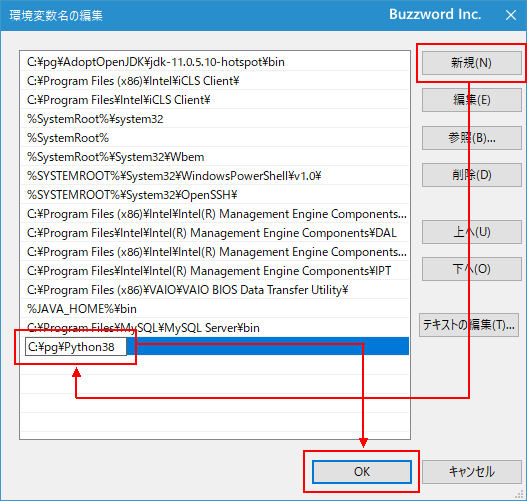 環境変数名の編集
Buzzword Inc.
C:¥pg¥AdoptOpenJDK¥jdk-11.0.5.10-hotspot¥bin
C:¥Program Files (x86)¥Intel¥iCLS Client¥
C:¥Program Files¥Intel¥iCLS Client¥
%SystemRoot%¥system32
%SystemRoot%
%SystemRoot%¥System32¥Wbem
%SYSTEMROOT%¥System32¥WindowsPowerShell¥v1.0¥
%SYSTEMROOT%¥System32¥OpenSSH¥
C:¥Program Files (x86)¥Intel¥Intel(R) Management Engine Components...
C:¥Program Files¥Intel¥Intel(R) Management Engine Components¥DAL
C:¥Program Files (x86)¥Intel¥Intel(R) Management Engine Components...
C:¥Program Files¥Intel¥Intel(R) Management Engine Components¥IPT
C:¥Program Files (x86)¥VAIO¥VAIO BIOS Data Transfer Utility¥
%JAVA_HOME%¥bin
C:¥Program Files¥MySQL¥MySQL Server¥bin
C:¥pg¥Python38
新規(N)
編集(E)
参照(B)...
削除(D)
上へ(U)
下へ(O)
テキストの編集(T)...
OK
キャンセル